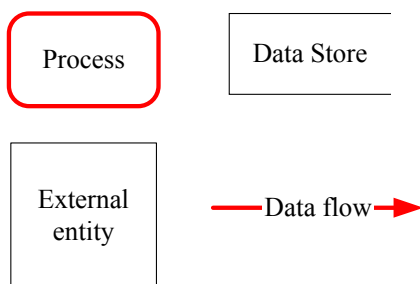 Process
Data Store
External
entity
Data flow